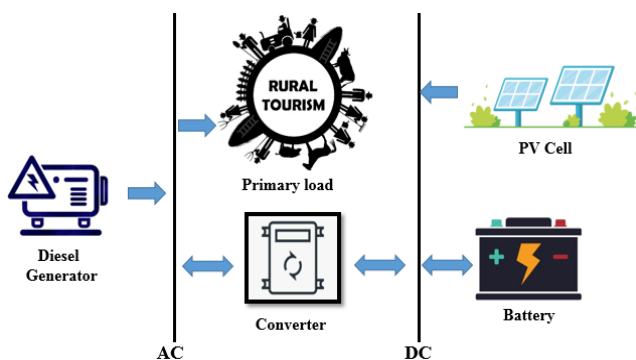 RURAL
TOURISM
Primary load
PV Cell
Diesel
Generator
Converter
Battery
AC
DC